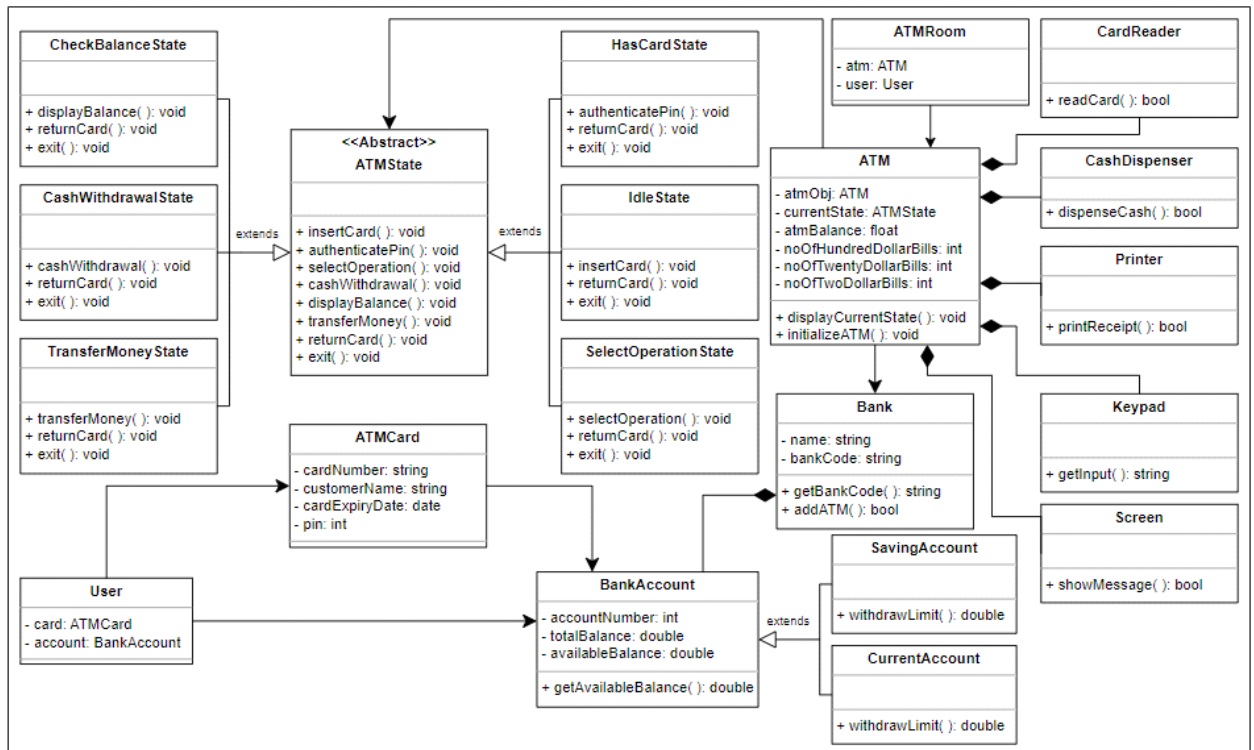 CheckBalanceState
+ displayBalance( ): void
+ returnCard( ): void
+ exit( ): void
CashWithdrawalState
+ cashWithdrawal( ): void
+ returnCard( ): void
+ exit( ): void
TransferMoneyState
+ transferMoney( ): void
+ returnCard( ): void
+ exit( ): void
extends
<<Abstract>>
ATMState
+ insertCard( ): void
+ authenticatePin( ): void
+ selectOperation( ): void
+ cashWithdrawal( ): void
+ displayBalance( ): void
+ transferMoney( ): void
+ returnCard( ): void
+ exit( ): void
extends
HasCardState
+ authenticatePin( ): void
+ returnCard( ): void
+ exit( ): void
IdleState
+ insertCard( ): void
+ returnCard( ): void
+ exit( ): void
SelectOperationState
+ selectOperation( ): void
+ returnCard( ): void
+ exit( ): void
ATMRoom
- atm: ATM
- user: User
ATM
- atmObj: ATM
- currentState: ATMState
- atmBalance: float
- noOfHundredDollarBills: int
- noOfTwentyDollarBills: int
- noOfTwoDollarBills: int
+ displayCurrentState( ): void
+ initializeATM( ): void
CardReader
+ readCard( ): bool
CashDispenser
+ dispenseCash( ): bool
Printer
+ printReceipt( ): bool
Keypad
+ getInput( ): string
Screen
+ showMessage( ): bool
Bank
- name: string
- bankCode: string
+ getBankCode( ): string
+ addATM( ): bool
ATMCard
- cardNumber: string
- customerName: string
- cardExpiryDate: date
- pin: int
User
- card: ATMCard
- account: BankAccount
BankAccount
- accountNumber: int
- totalBalance: double
- availableBalance: double
+ getAvailableBalance( ): double
extends
SavingAccount
+ withdrawLimit( ): double
CurrentAccount
+ withdrawLimit( ): double